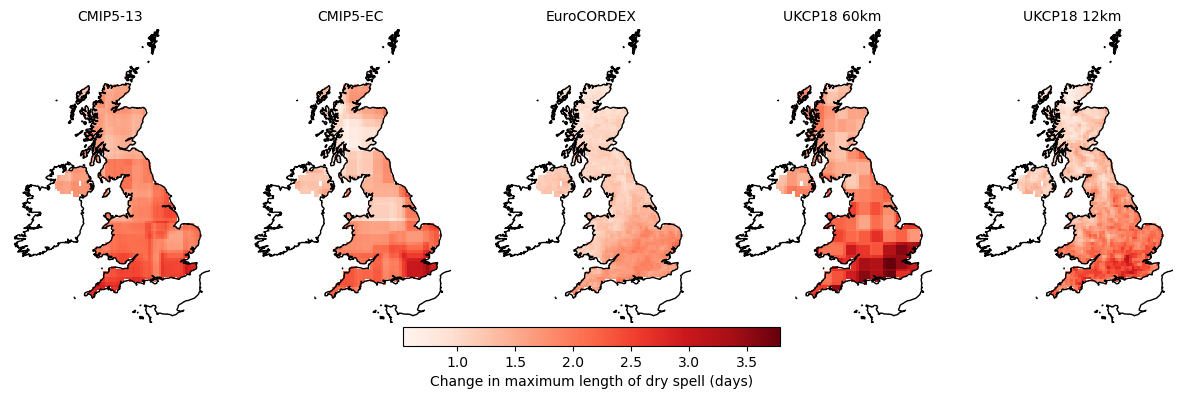 CMIP5-13 CMIP5-EC EuroCORDEX UKCP18 60km UKCP18 12km
1.0 1.5 2.0 2.5 3.0 3.5
Change in maximum length of dry spell (days)